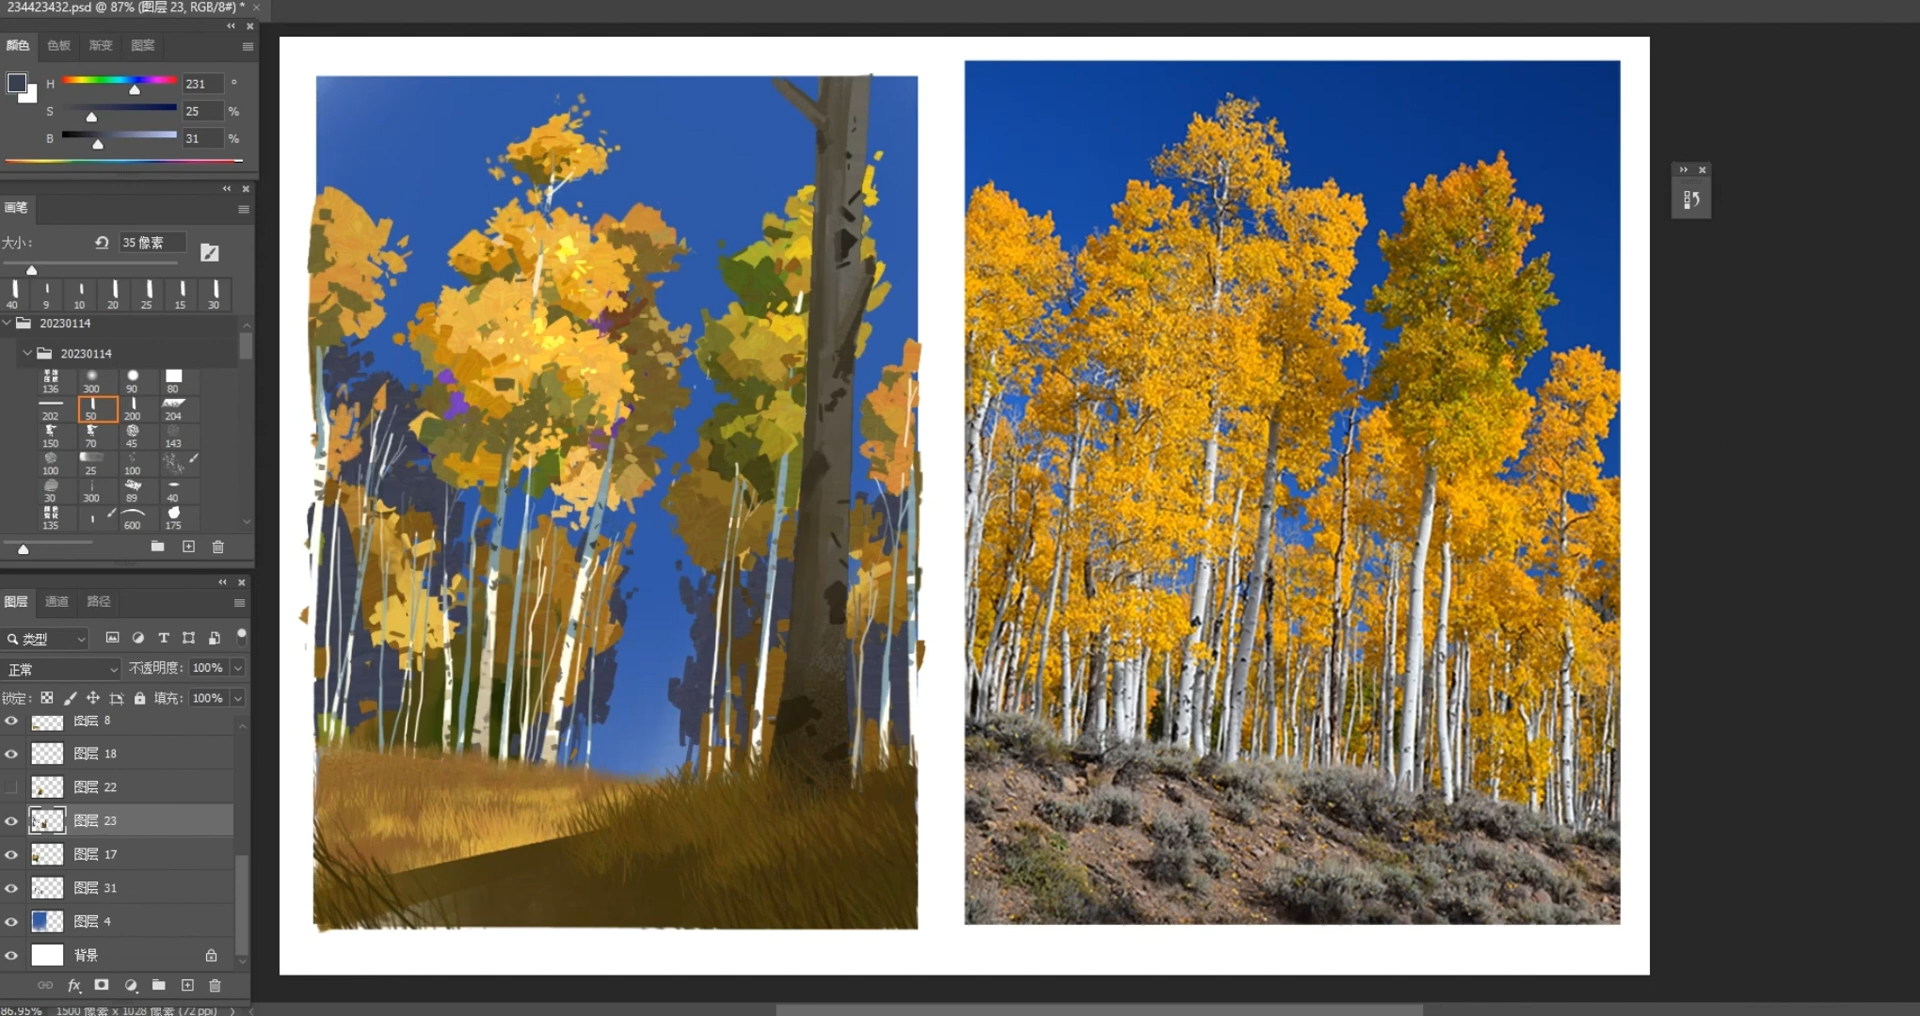 234423432.psd @ 87% (图层 23, RGB/8#) * ×
颜色 色板 渐变 图案
H 231 °
S 25 %
B 31 %
画笔
大小: 35 像素
40 9 10 20 25 15 30
20230114
20230114
136 300 90 80
202 50 200 204
150 70 45 143
100 25 100
30 300 89 40
135 600 175
图层 通道 路径
类型
正常 不透明度: 100%
锁定: 填充: 100%
图层 8
图层 18
图层 22
图层 23
图层 17
图层 31
图层 4
背景
fx
86.95% 1500 像素 x 1028 像素 (72 ppi)